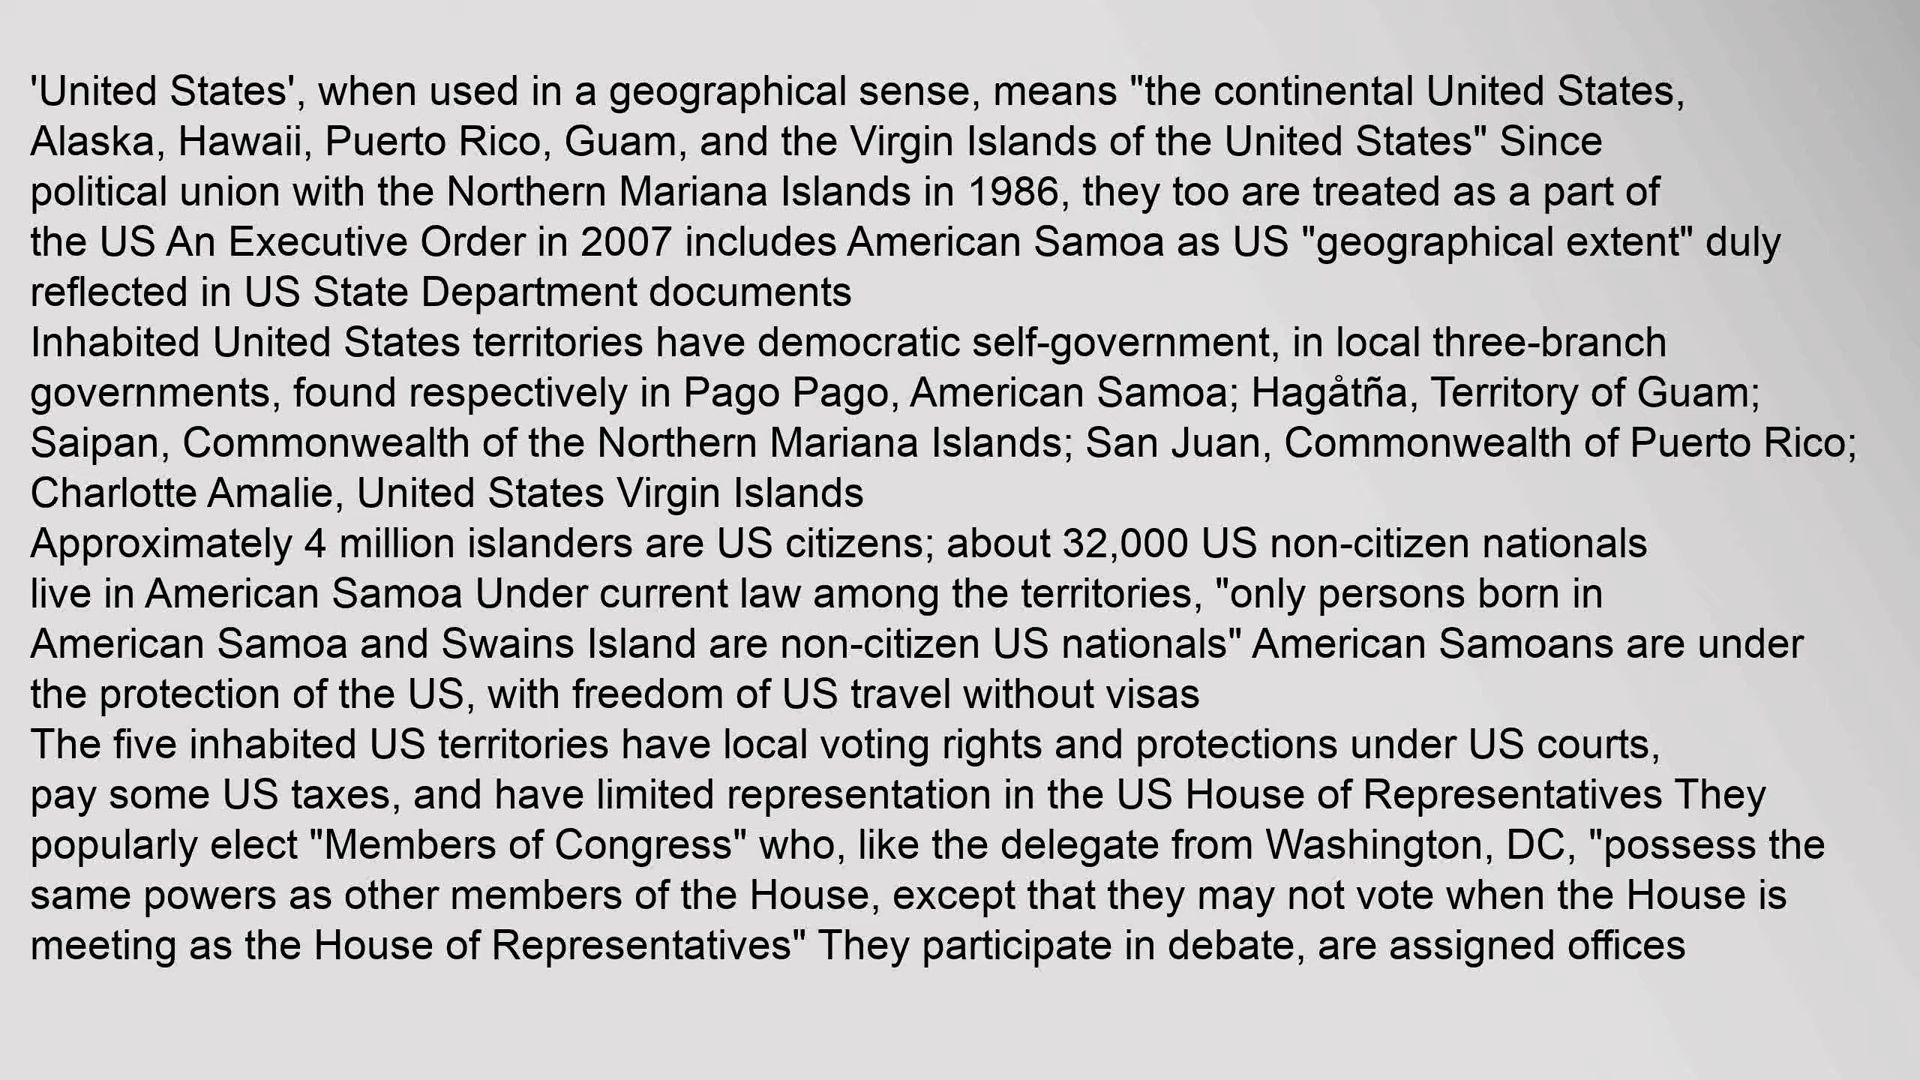 'United States', when used in a geographical sense, means "the continental United States,
Alaska, Hawaii, Puerto Rico, Guam, and the Virgin Islands of the United States" Since
political union with the Northern Mariana Islands in 1986, they too are treated as a part of
the US An Executive Order in 2007 includes American Samoa as US "geographical extent" duly
reflected in US State Department documents
Inhabited United States territories have democratic self-government, in local three-branch
governments, found respectively in Pago Pago, American Samoa; Hagåtña, Territory of Guam;
Saipan, Commonwealth of the Northern Mariana Islands; San Juan, Commonwealth of Puerto Rico;
Charlotte Amalie, United States Virgin Islands
Approximately 4 million islanders are US citizens; about 32,000 US non-citizen nationals
live in American Samoa Under current law among the territories, "only persons born in
American Samoa and Swains Island are non-citizen US nationals" American Samoans are under
the protection of the US, with freedom of US travel without visas
The five inhabited US territories have local voting rights and protections under US courts,
pay some US taxes, and have limited representation in the US House of Representatives They
popularly elect "Members of Congress" who, like the delegate from Washington, DC, "possess the
same powers as other members of the House, except that they may not vote when the House is
meeting as the House of Representatives" They participate in debate, are assigned offices